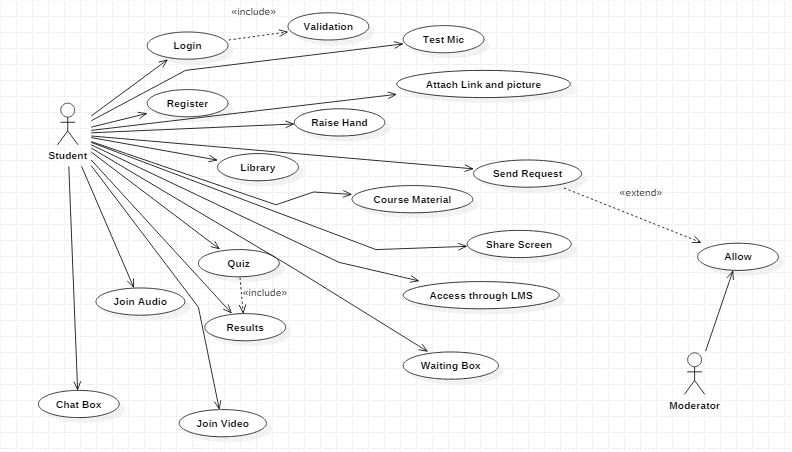 «include»
Validation
Login
Test Mic
Attach Link and picture
Register
Raise Hand
Student
Library
Send Request
Course Material
«extend»
Share Screen
Allow
Quiz
«include»
Access through LMS
Join Audio
Results
Waiting Box
Chat Box
Moderator
Join Video